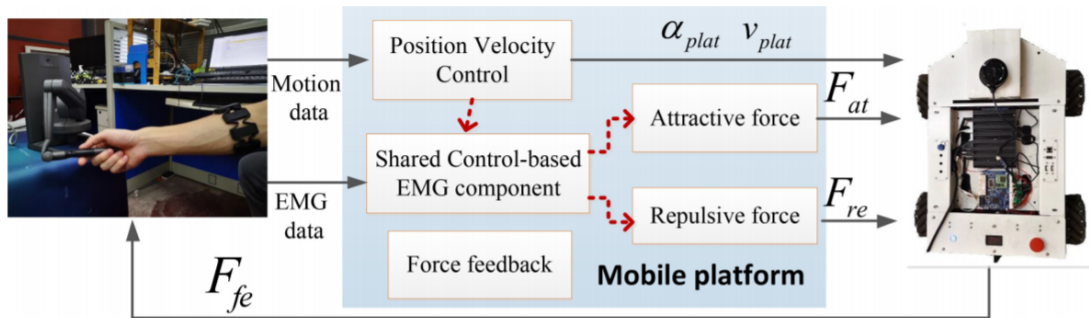 Motion
data
EMG
data
Position Velocity
Control
Shared Control-based
EMG component
Force feedback
Attractive force
Repulsive force
Mobile platform
α_plat v_plat
F_at
F_re
F_fe